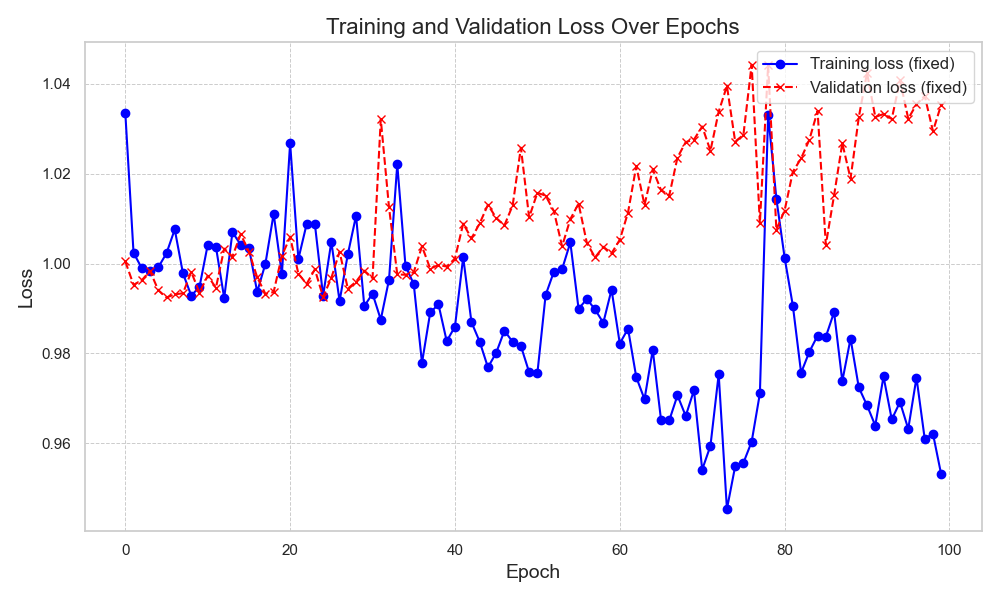 Training and Validation Loss Over Epochs
Training loss (fixed)
Validation loss (fixed)
1.04
1.02
1.00
0.98
0.96
Loss
0 20 40 60 80 100
Epoch